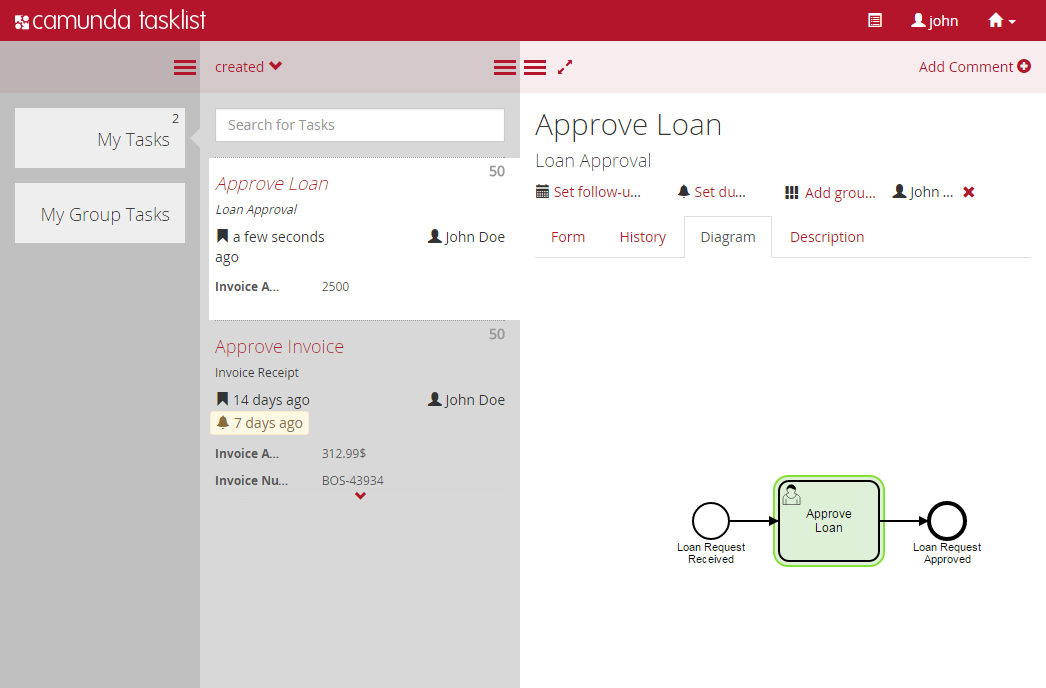 camunda tasklist
john
created
Add Comment
2
My Tasks
My Group Tasks
Search for Tasks
50
Approve Loan
Loan Approval
a few seconds
ago
John Doe
Invoice A...
2500
50
Approve Invoice
Invoice Receipt
14 days ago
John Doe
7 days ago
Invoice A...
312.99$
Invoice Nu...
BOS-43934
Approve Loan
Loan Approval
Set follow-u...
Set du...
Add grou...
John ...
Form
History
Diagram
Description
Approve
Loan
Loan Request
Received
Loan Request
Approved